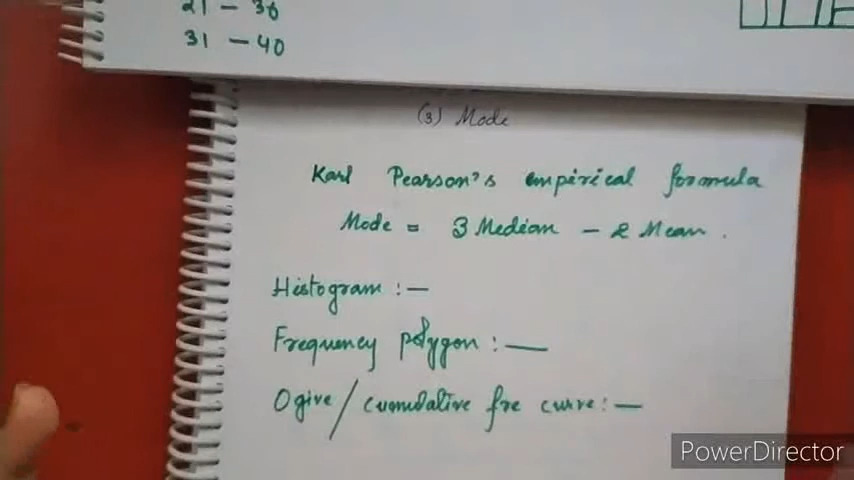 21 - 30
31 - 40
(3) Mode
Karl Pearson's empirical formula
Mode = 3 Median - 2 Mean.
Histogram :-
Frequency polygon : —
Ogive / cumulative fre curve: -
PowerDirector